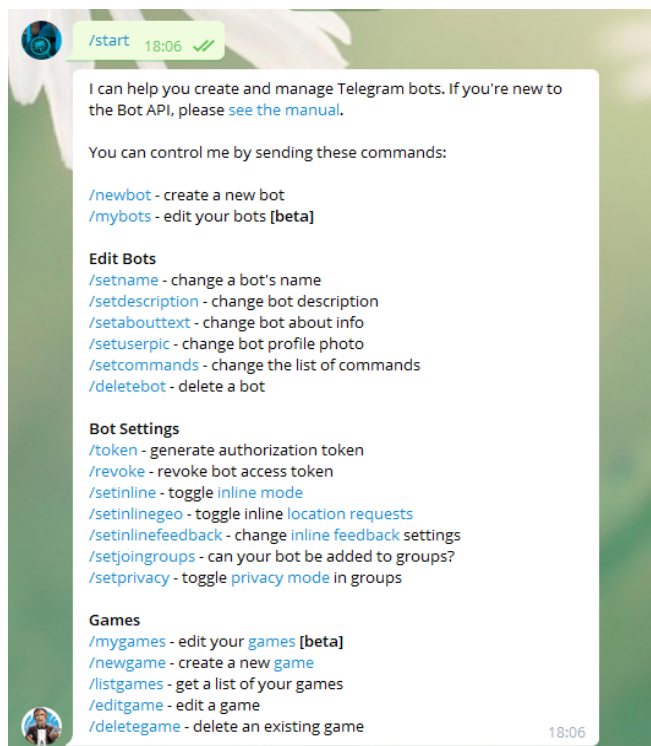 /start 18:06
I can help you create and manage Telegram bots. If you're new to
the Bot API, please see the manual.
You can control me by sending these commands:
/newbot - create a new bot
/mybots - edit your bots [beta]
Edit Bots
/setname - change a bot's name
/setdescription - change bot description
/setabouttext - change bot about info
/setuserpic - change bot profile photo
/setcommands - change the list of commands
/deletebot - delete a bot
Bot Settings
/token - generate authorization token
/revoke - revoke bot access token
/setinline - toggle inline mode
/setinlinegeo - toggle inline location requests
/setinlinefeedback - change inline feedback settings
/setjoingroups - can your bot be added to groups?
/setprivacy - toggle privacy mode in groups
Games
/mygames - edit your games [beta]
/newgame - create a new game
/listgames - get a list of your games
/editgame - edit a game
/deletegame - delete an existing game
18:06